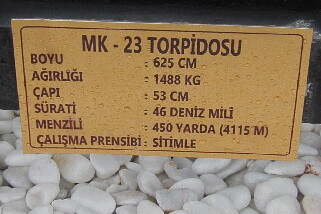 MK - 23 TORPİDOSU
BOYU : 625 CM
AĞIRLIĞI : 1488 KG
ÇAPI : 53 CM
SÜRATİ : 46 DENİZ MİLİ
MENZİLİ : 450 YARDA (4115 M)
ÇALIŞMA PRENSİBİ : SİTİMLE